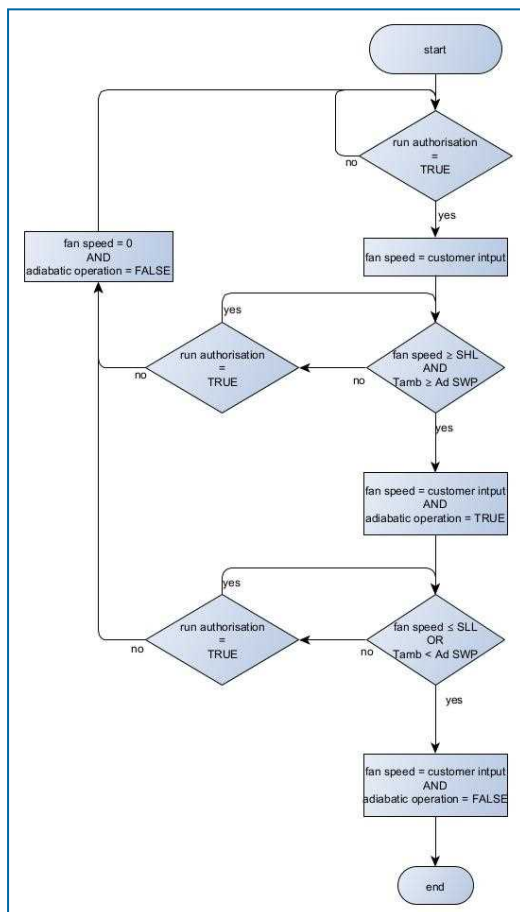 start
run authorisation
=
TRUE
no
yes
fan speed = 0
AND
adiabatic operation = FALSE
fan speed = customer intput
yes
run authorisation
=
TRUE
no
fan speed ≥ SHL
AND
Tamb ≥ Ad SWP
no
yes
fan speed = customer intput
AND
adiabatic operation = TRUE
yes
run authorisation
=
TRUE
no
fan speed ≤ SLL
OR
Tamb < Ad SWP
no
yes
fan speed = customer intput
AND
adiabatic operation = FALSE
end